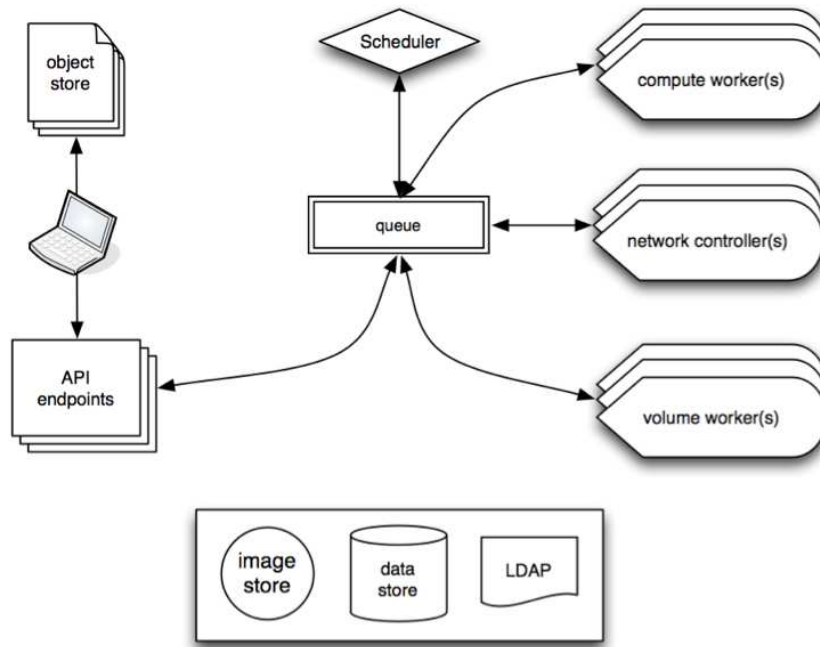 object
store
Scheduler
compute worker(s)
queue
network controller(s)
API
endpoints
volume worker(s)
image
store
data
store
LDAP